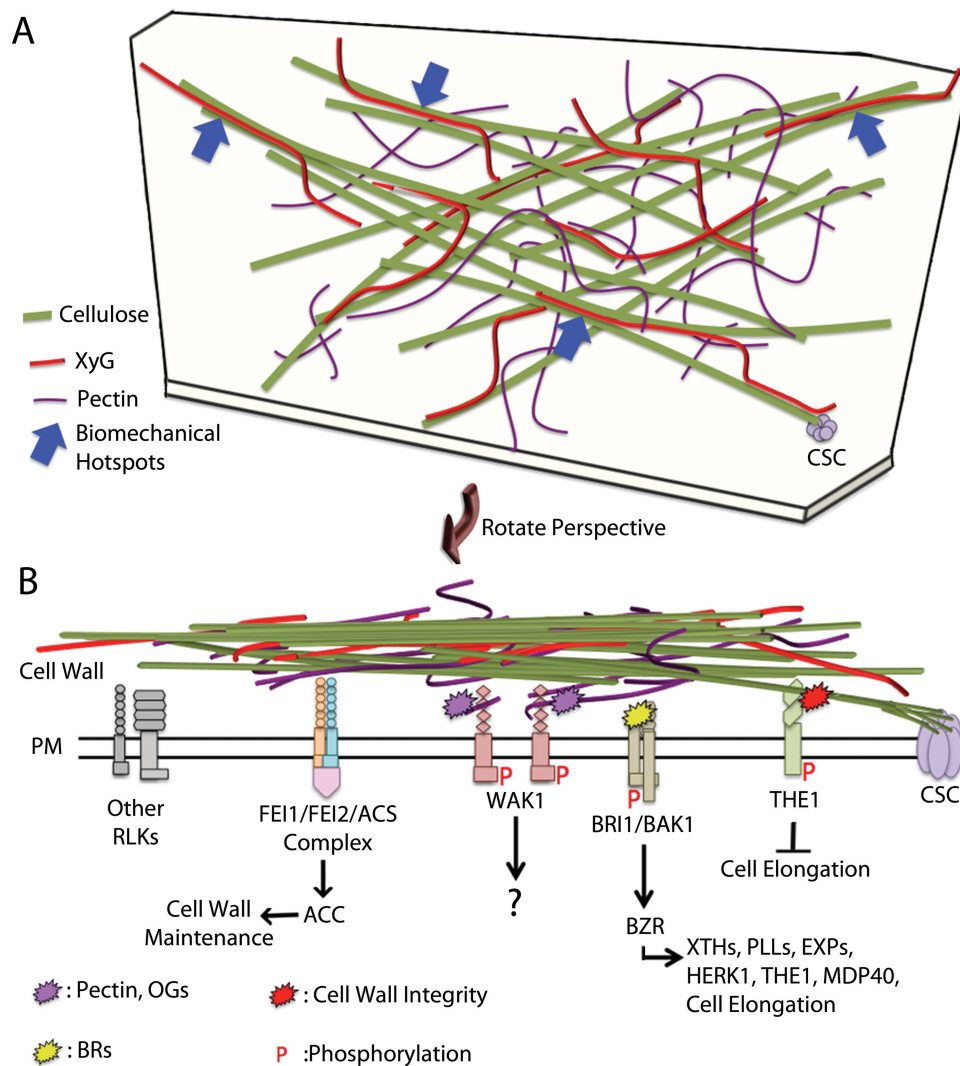 A
Cellulose
XyG
Pectin
Biomechanical
Hotspots
CSC
Rotate Perspective
B
Cell Wall
PM
Other
RLKs
FEI1/FEI2/ACS
Complex
ACC
Cell Wall
Maintenance
P
P
WAK1
?
P
BRI1/BAK1
BZR
XTHs, PLLs, EXPs,
HERK1, THE1, MDP40,
Cell Elongation
P
THE1
Cell Elongation
CSC
: Pectin, OGs
: Cell Wall Integrity
: BRs
P :Phosphorylation